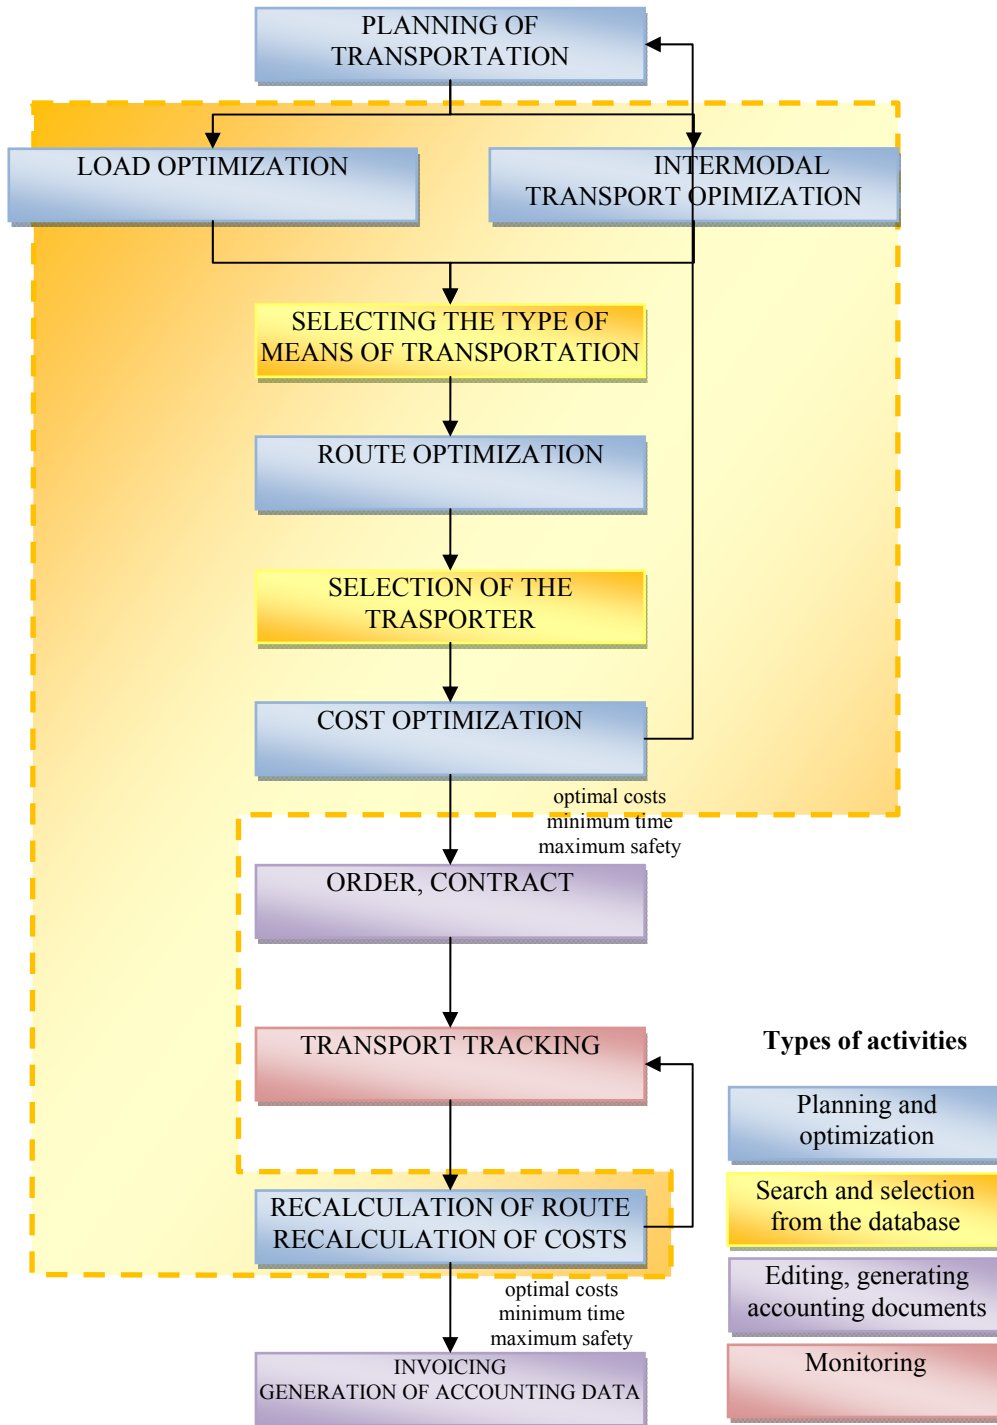 PLANNING OF
TRANSPORTATION
LOAD OPTIMIZATION
INTERMODAL
TRANSPORT OPIMIZATION
SELECTING THE TYPE OF
MEANS OF TRANSPORTATION
ROUTE OPTIMIZATION
SELECTION OF THE
TRASPORTER
COST OPTIMIZATION
optimal costs
minimum time
maximum safety
ORDER, CONTRACT
TRANSPORT TRACKING
RECALCULATION OF ROUTE
RECALCULATION OF COSTS
optimal costs
minimum time
maximum safety
INVOICING
GENERATION OF ACCOUNTING DATA
Types of activities
Planning and
optimization
Search and selection
from the database
Editing, generating
accounting documents
Monitoring